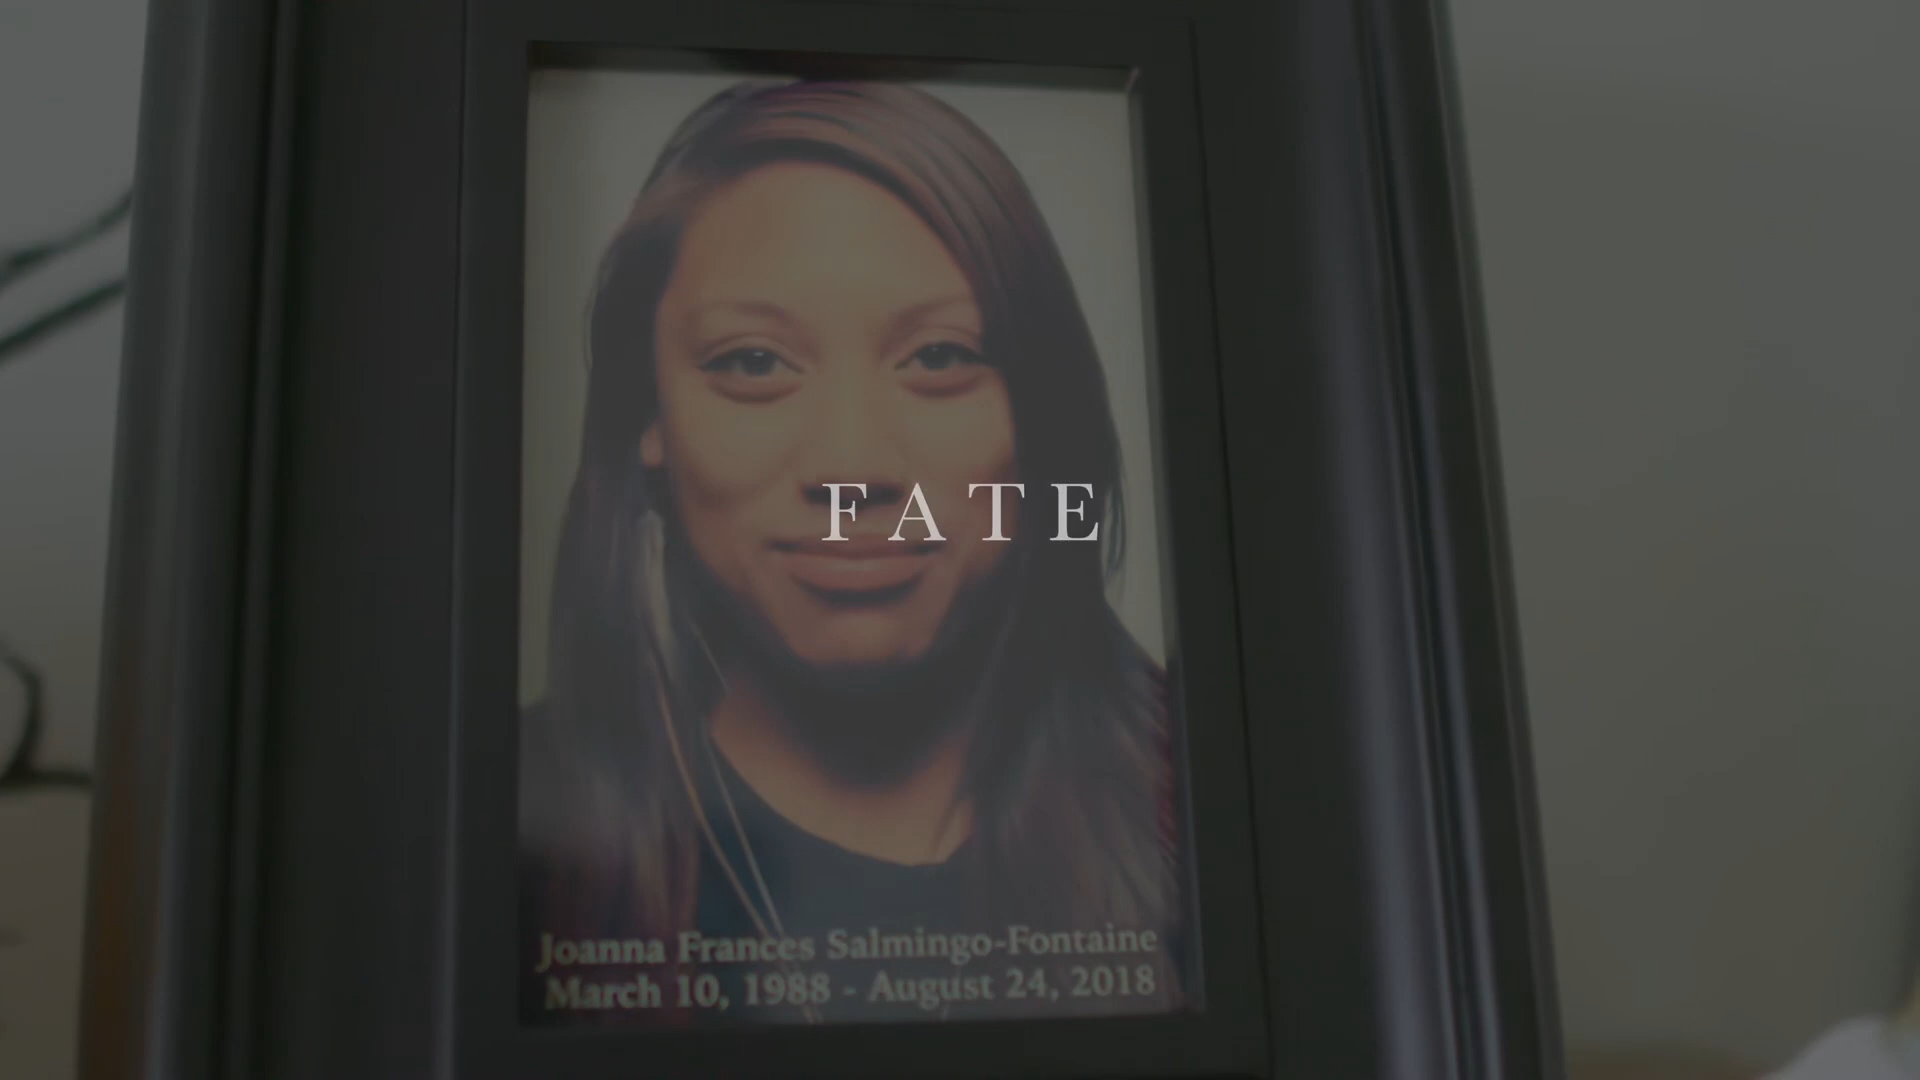 FATE
Joanna Frances Salmingo-Fontaine
March 10, 1988 - August 24, 2018